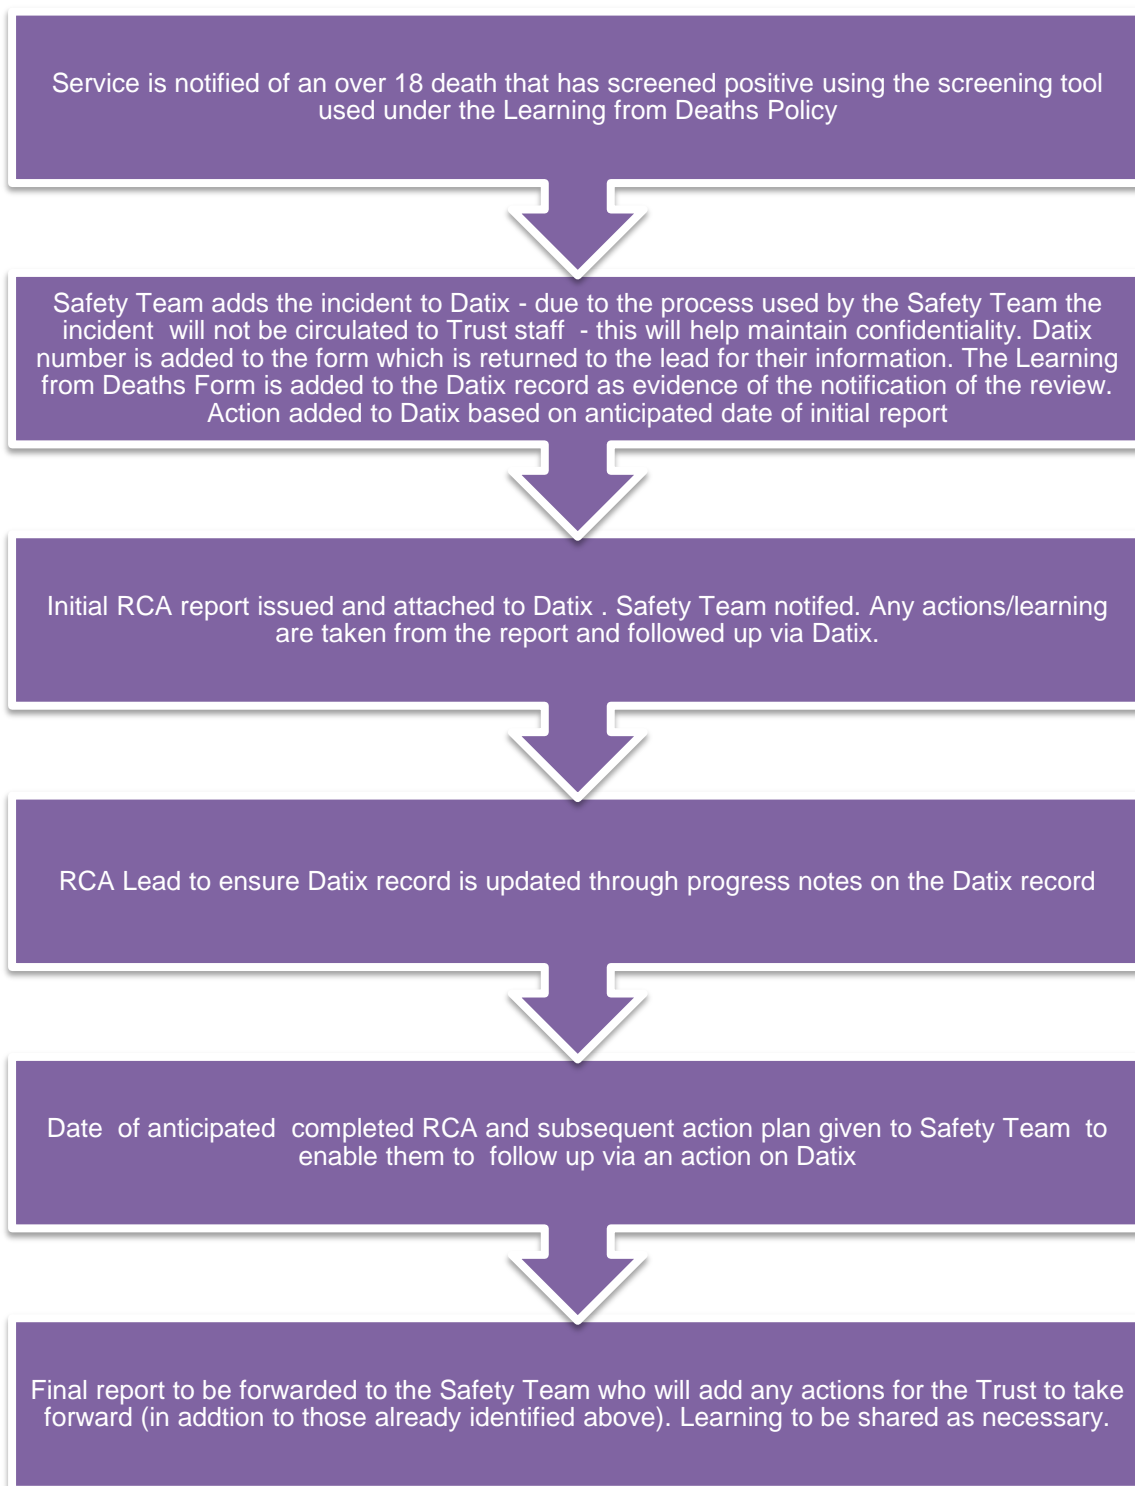 Service is notified of an over 18 death that has screened positive using the screening tool
used under the Learning from Deaths Policy
Safety Team adds the incident to Datix - due to the process used by the Safety Team the
incident  will not be circulated to Trust staff  - this will help maintain confidentiality. Datix
number is added to the form which is returned to the lead for their information. The Learning
from Deaths Form is added to the Datix record as evidence of the notification of the review.
Action added to Datix based on anticipated date of initial report
Initial RCA report issued and attached to Datix . Safety Team notifed. Any actions/learning
are taken from the report and followed up via Datix.
RCA Lead to ensure Datix record is updated through progress notes on the Datix record
Date  of anticipated  completed RCA and subsequent action plan given to Safety Team  to
enable them to  follow up via an action on Datix
Final report to be forwarded to the Safety Team who will add any actions for the Trust to take
forward (in addtion to those already identified above). Learning to be shared as necessary.